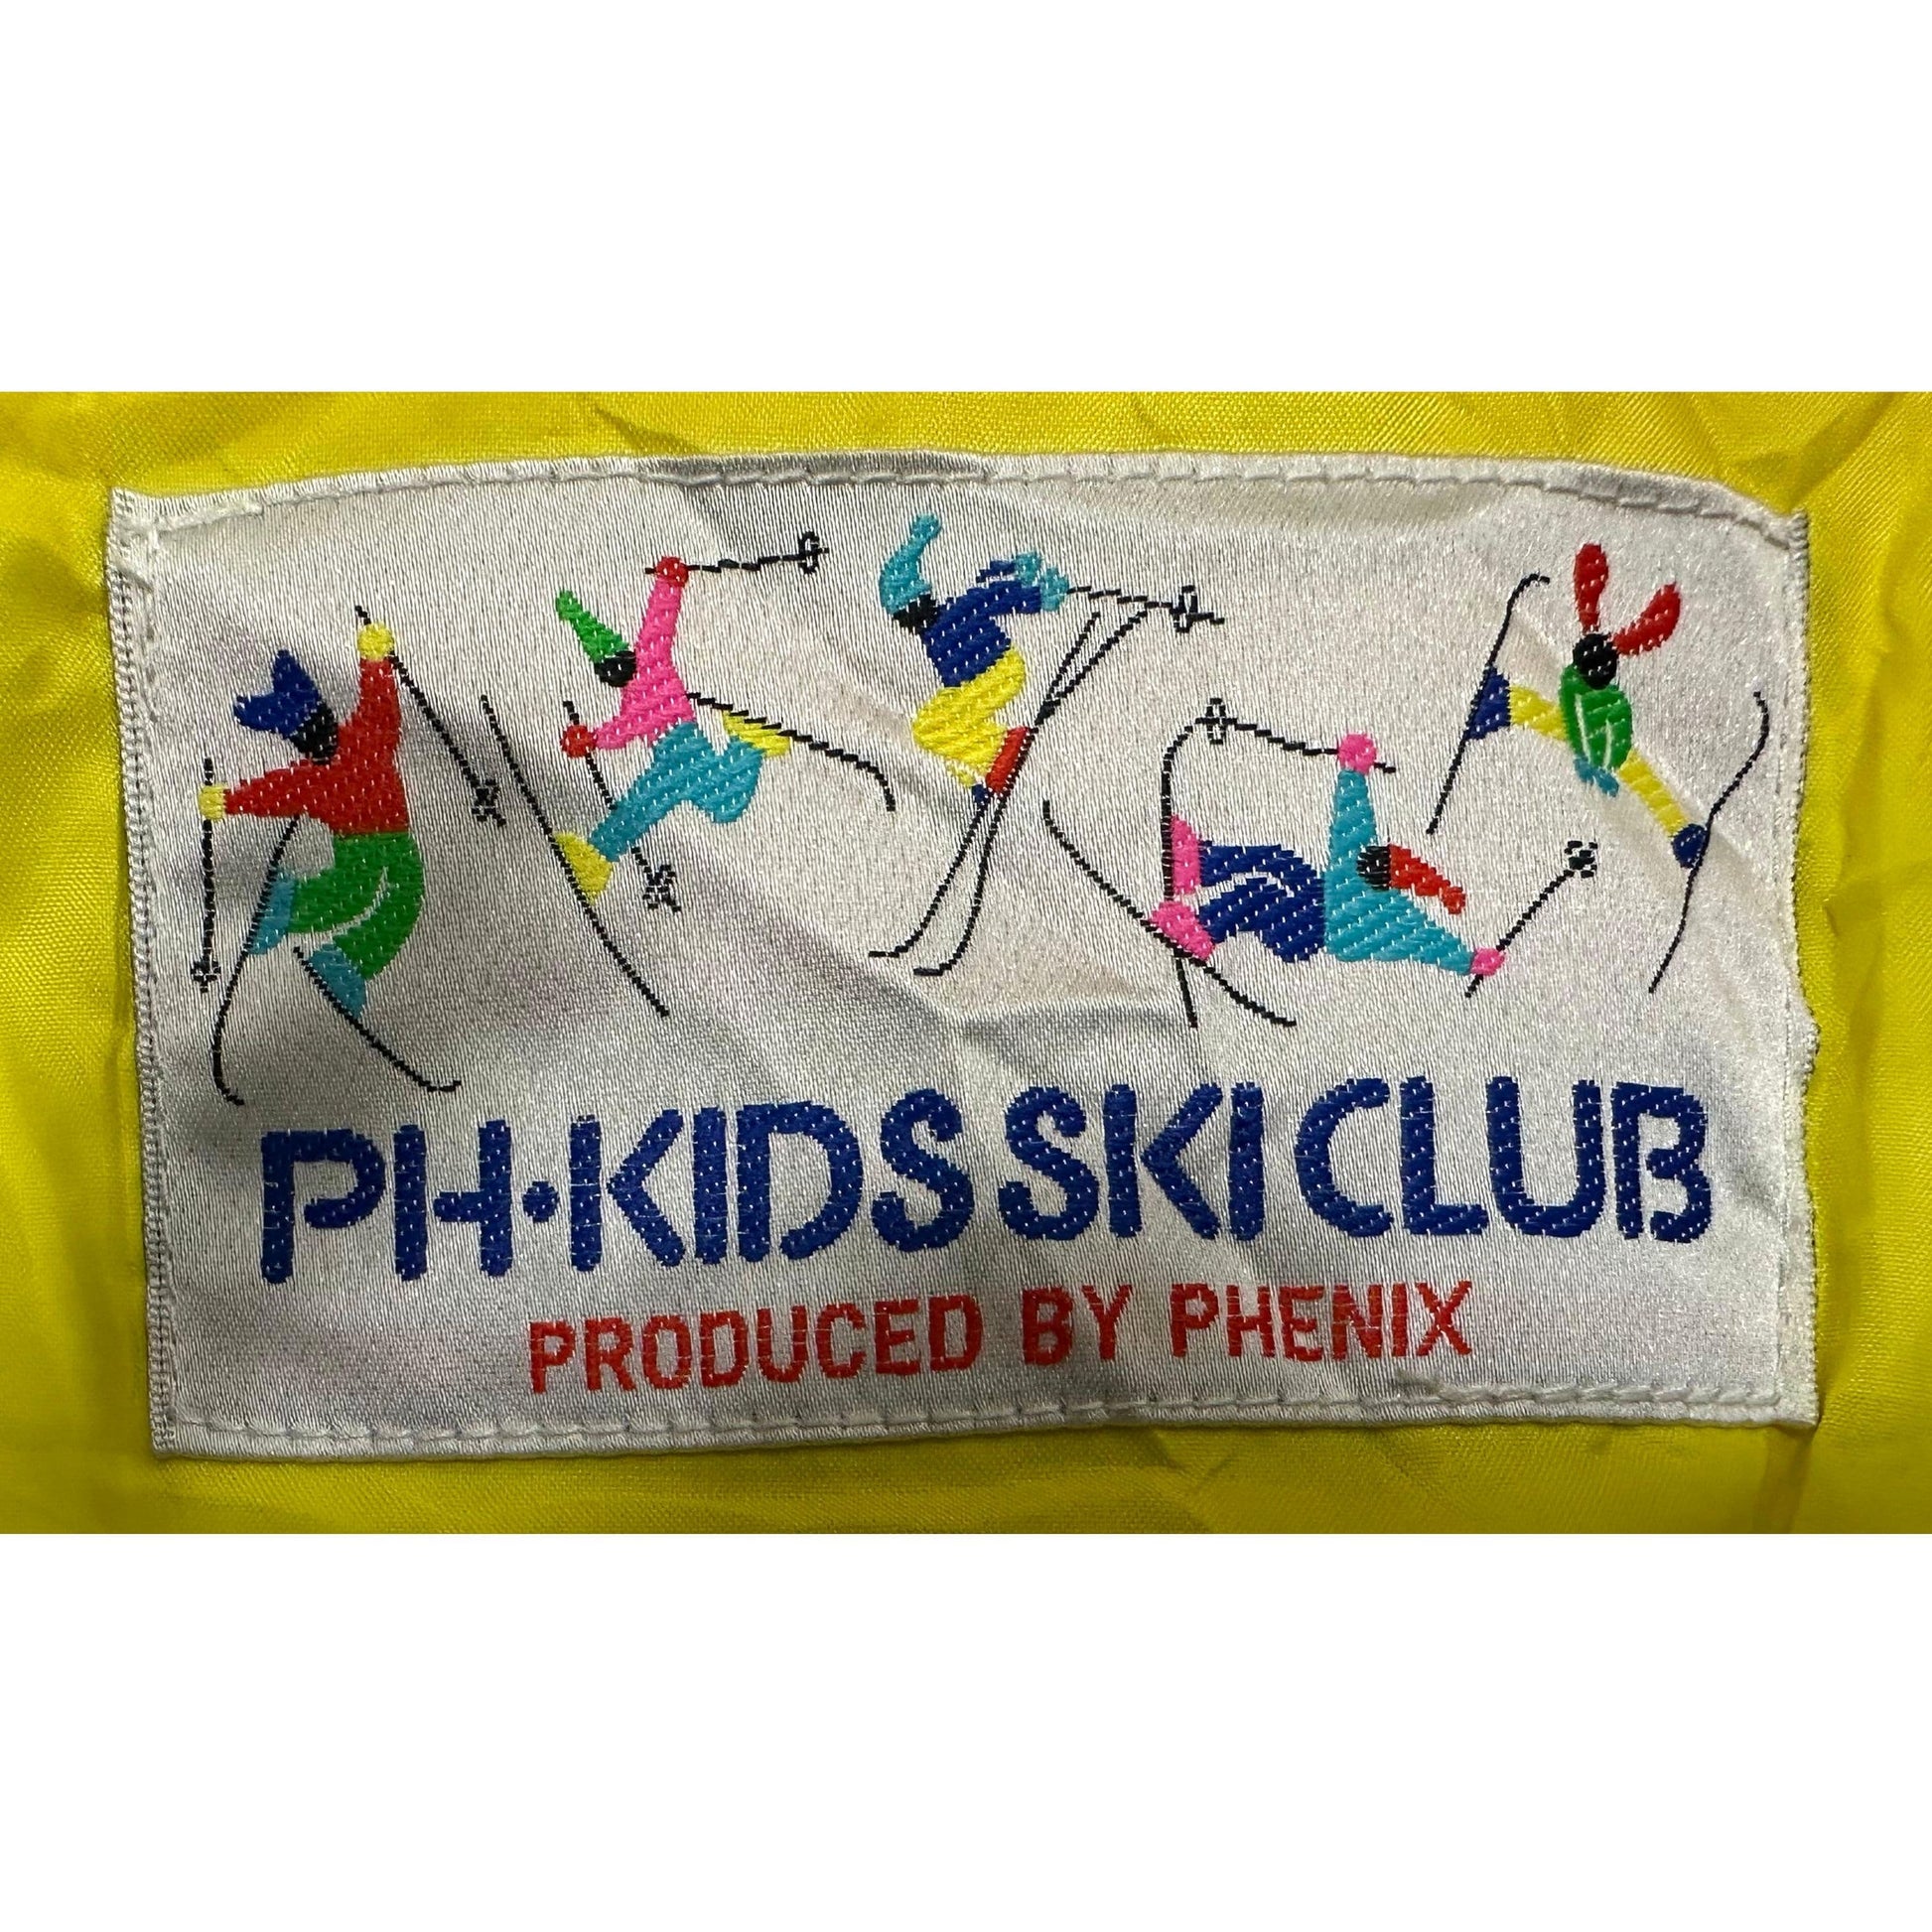 PH·KIDS SKI CLUB
PRODUCED BY PHENIX